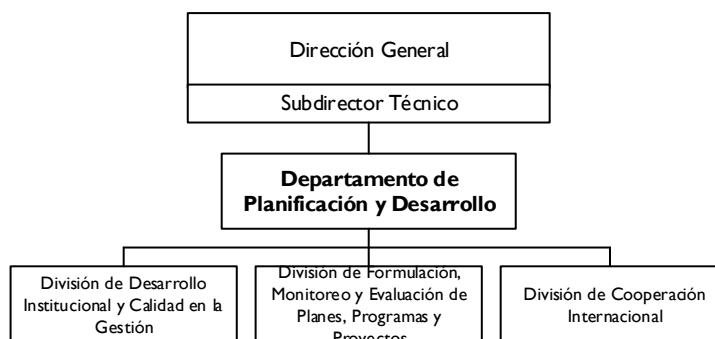 Dirección General
Subdirector Técnico
Departamento de
Planificación y Desarrollo
División de Desarrollo
Institucional y Calidad en la
Gestión
División de Formulación,
Monitoreo y Evaluación de
Planes, Programas y
Proyectos
División de Cooperación
Internacional